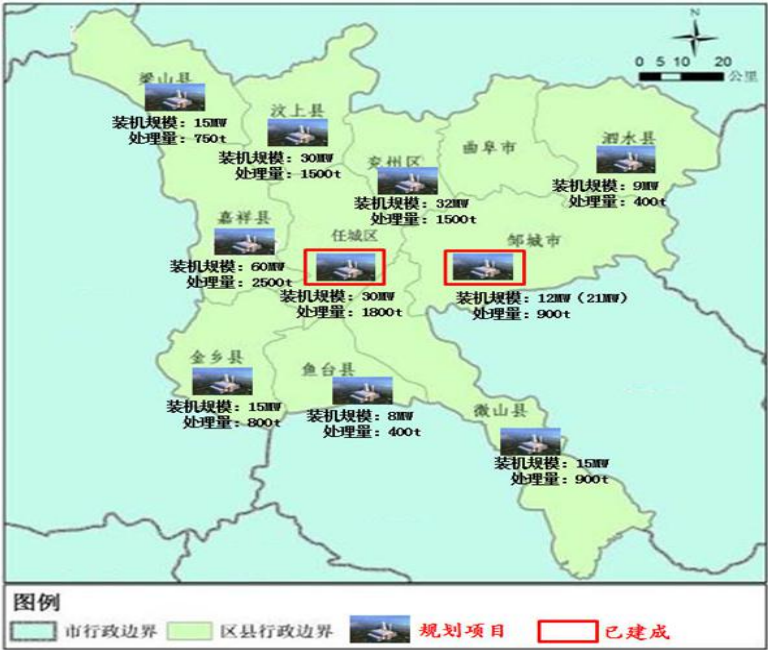 N
0 5 10 20
公里
梁山县
装机规模：15MW
处理量：750t
汶上县
装机规模：30MW
处理量：1500t
兖州区
装机规模：32MW
处理量：1500t
曲阜市
泗水县
装机规模：9MW
处理量：400t
嘉祥县
装机规模：60MW
处理量：2500t
任城区
装机规模：30MW
处理量：1800t
邹城市
装机规模：12MW（21MW）
处理量：900t
金乡县
装机规模：15MW
处理量：800t
鱼台县
装机规模：8MW
处理量：400t
微山县
装机规模：15MW
处理量：900t
图例
市行政边界 区县行政边界 规划项目 已建成